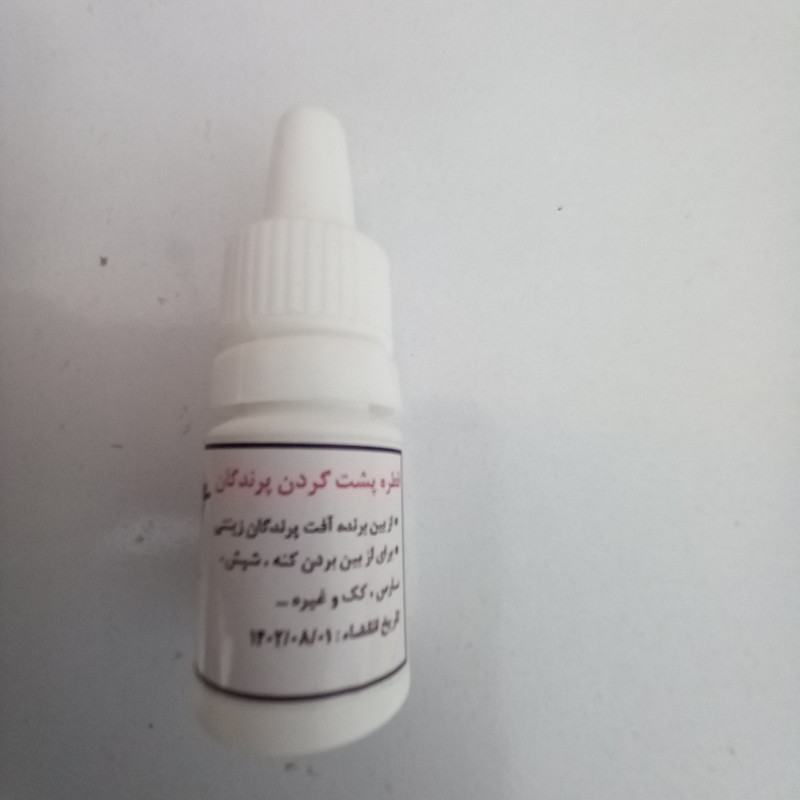 قطره پشت گردن پرندگان
• از بین برنده آفت پرندگان زینتی
• برای از بین بردن کنه ، شپش ،
سارس ، کک و غیره ...
تاریخ انقضاء : ۱۴۰۲/۰۸/۰۱